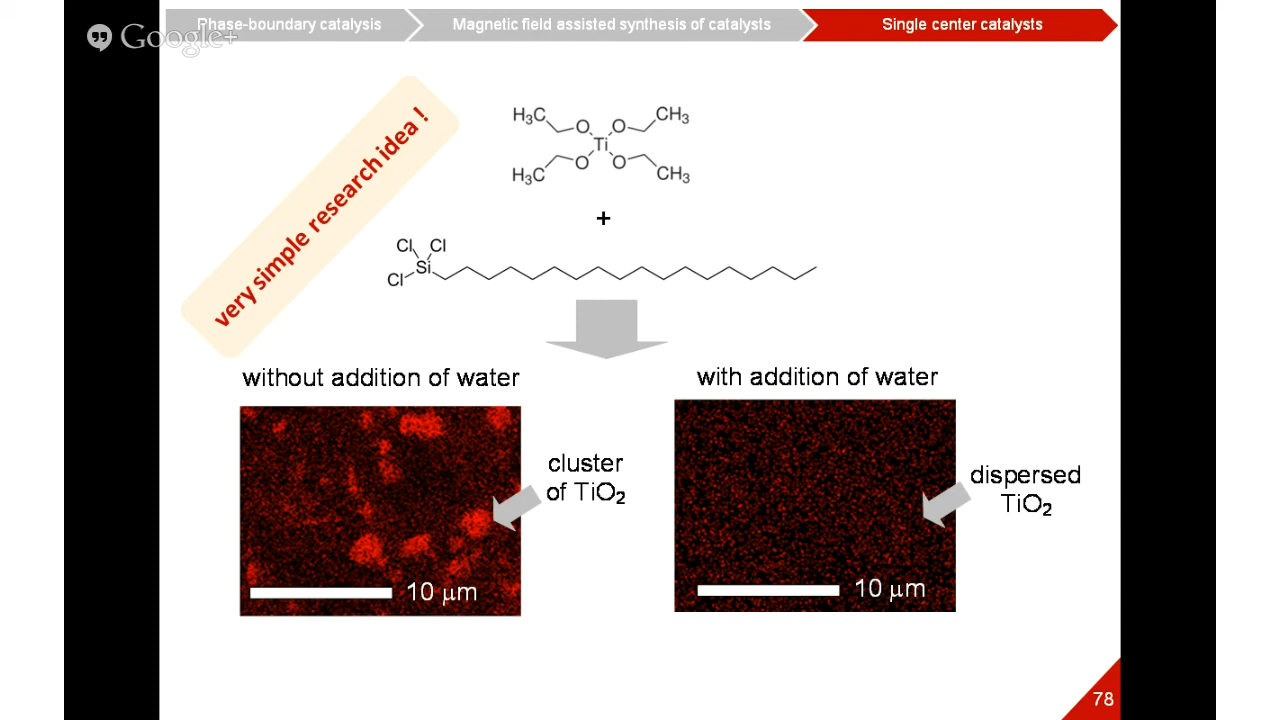 Google+
Phase-boundary catalysis
Magnetic field assisted synthesis of catalysts
Single center catalysts
very simple research idea !
H3C O O CH3
Ti
H3C O O CH3
+
Cl Cl
Si
Cl
without addition of water
with addition of water
cluster
of TiO2
dispersed
TiO2
10 μm
10 μm
78